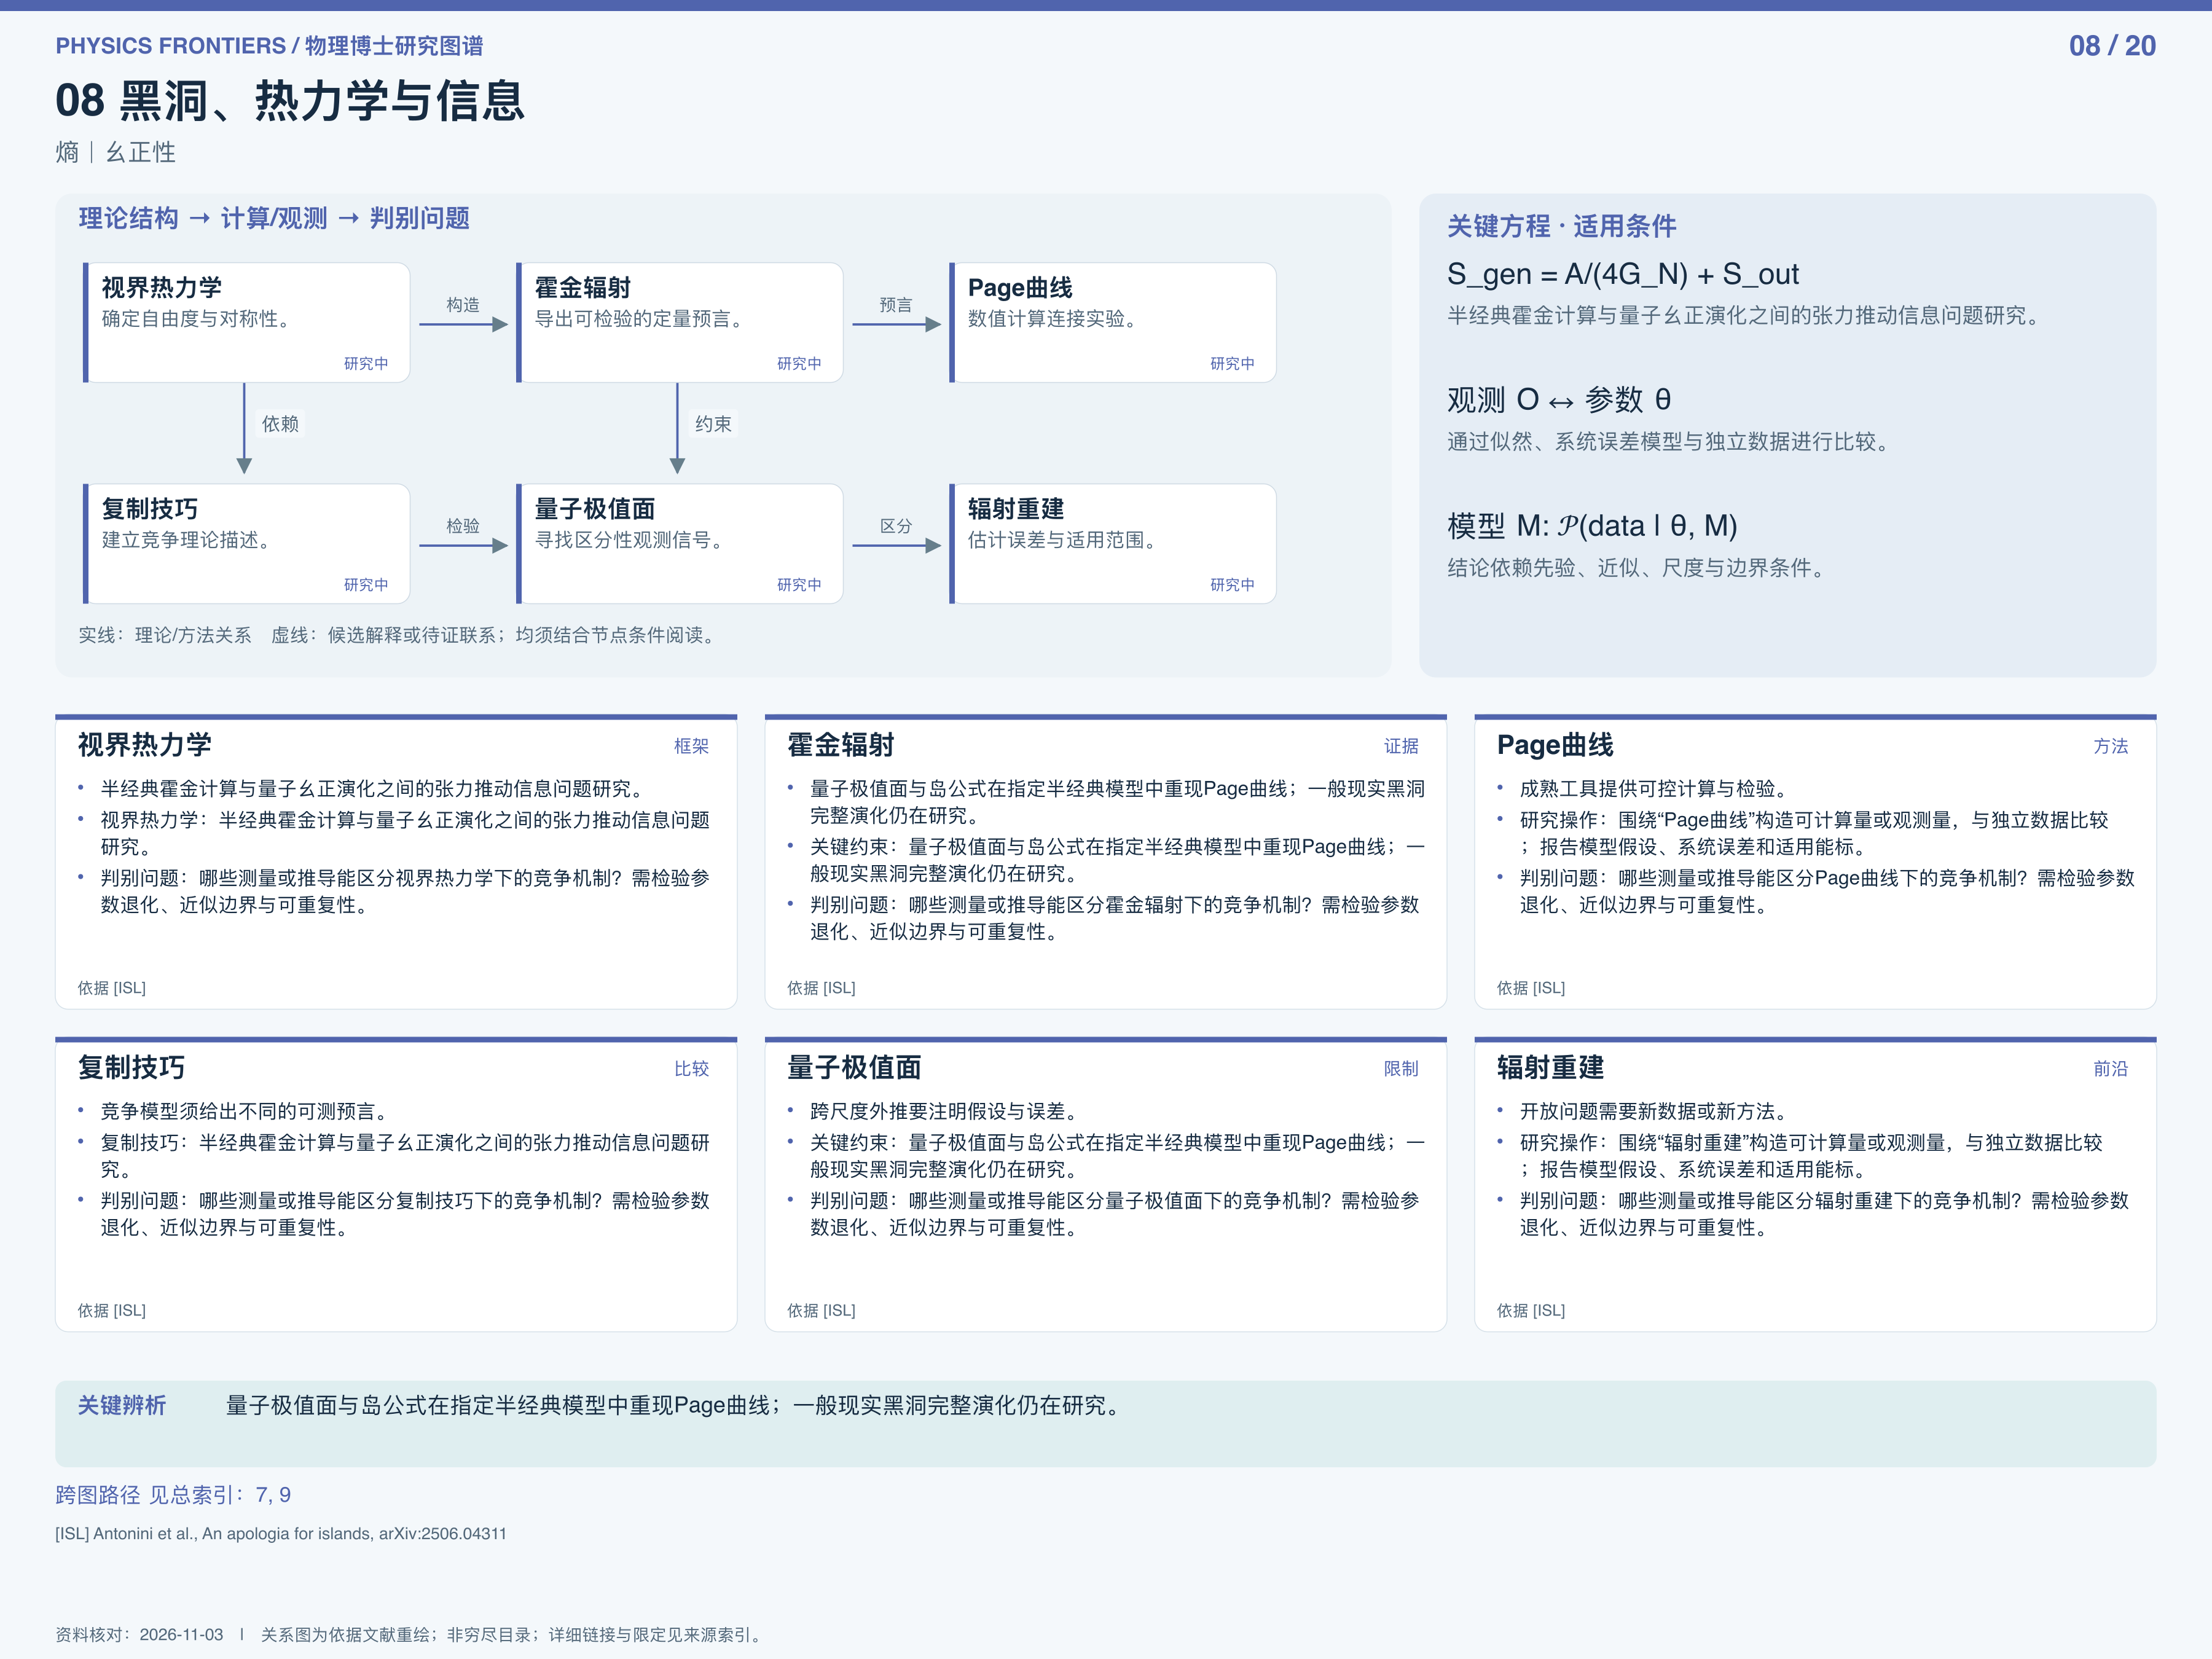 PHYSICS FRONTIERS / 物理博士研究图谱
08 / 20
08 黑洞、热力学与信息
熵｜幺正性
理论结构 → 计算/观测 → 判别问题
视界热力学
确定自由度与对称性。
研究中
构造
霍金辐射
导出可检验的定量预言。
研究中
预言
Page曲线
数值计算连接实验。
研究中
依赖
约束
复制技巧
建立竞争理论描述。
研究中
检验
量子极值面
寻找区分性观测信号。
研究中
区分
辐射重建
估计误差与适用范围。
研究中
实线：理论/方法关系　虚线：候选解释或待证联系；均须结合节点条件阅读。
关键方程 · 适用条件
S_gen = A/(4G_N) + S_out
半经典霍金计算与量子幺正演化之间的张力推动信息问题研究。
观测 O ↔ 参数 θ
通过似然、系统误差模型与独立数据进行比较。
模型 M: 𝒫(data | θ, M)
结论依赖先验、近似、尺度与边界条件。
视界热力学
框架
• 半经典霍金计算与量子幺正演化之间的张力推动信息问题研究。
• 视界热力学：半经典霍金计算与量子幺正演化之间的张力推动信息问题
研究。
• 判别问题：哪些测量或推导能区分视界热力学下的竞争机制？需检验参
数退化、近似边界与可重复性。
依据 [ISL]
霍金辐射
证据
• 量子极值面与岛公式在指定半经典模型中重现Page曲线；一般现实黑洞
完整演化仍在研究。
• 关键约束：量子极值面与岛公式在指定半经典模型中重现Page曲线；一
般现实黑洞完整演化仍在研究。
• 判别问题：哪些测量或推导能区分霍金辐射下的竞争机制？需检验参数
退化、近似边界与可重复性。
依据 [ISL]
Page曲线
方法
• 成熟工具提供可控计算与检验。
• 研究操作：围绕“Page曲线”构造可计算量或观测量，与独立数据比较
；报告模型假设、系统误差和适用能标。
• 判别问题：哪些测量或推导能区分Page曲线下的竞争机制？需检验参数
退化、近似边界与可重复性。
依据 [ISL]
复制技巧
比较
• 竞争模型须给出不同的可测预言。
• 复制技巧：半经典霍金计算与量子幺正演化之间的张力推动信息问题研
究。
• 判别问题：哪些测量或推导能区分复制技巧下的竞争机制？需检验参数
退化、近似边界与可重复性。
依据 [ISL]
量子极值面
限制
• 跨尺度外推要注明假设与误差。
• 关键约束：量子极值面与岛公式在指定半经典模型中重现Page曲线；一
般现实黑洞完整演化仍在研究。
• 判别问题：哪些测量或推导能区分量子极值面下的竞争机制？需检验参
数退化、近似边界与可重复性。
依据 [ISL]
辐射重建
前沿
• 开放问题需要新数据或新方法。
• 研究操作：围绕“辐射重建”构造可计算量或观测量，与独立数据比较
；报告模型假设、系统误差和适用能标。
• 判别问题：哪些测量或推导能区分辐射重建下的竞争机制？需检验参数
退化、近似边界与可重复性。
依据 [ISL]
关键辨析　量子极值面与岛公式在指定半经典模型中重现Page曲线；一般现实黑洞完整演化仍在研究。
跨图路径 见总索引：7, 9
[ISL] Antonini et al., An apologia for islands, arXiv:2506.04311
资料核对：2026-11-03　|　关系图为依据文献重绘；非穷尽目录；详细链接与限定见来源索引。